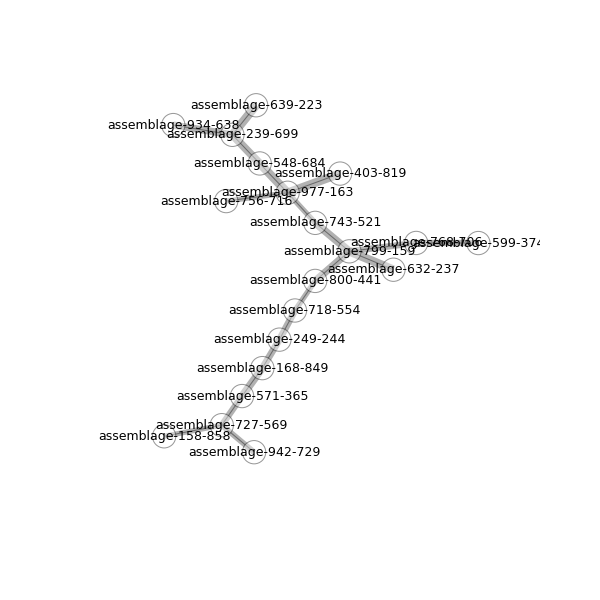 assemblage-639-223
assemblage-934-638
assemblage-239-699
assemblage-548-684
assemblage-403-819
assemblage-977-163
assemblage-756-716
assemblage-743-521
assemblage-768-706
assemblage-599-374
assemblage-799-159
assemblage-632-237
assemblage-800-441
assemblage-718-554
assemblage-249-244
assemblage-168-849
assemblage-571-365
assemblage-727-569
assemblage-158-858
assemblage-942-729